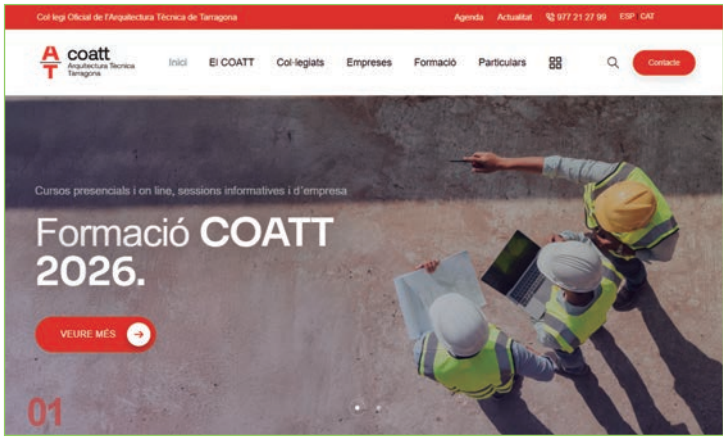 Col·legi Oficial de l'Arquitectura Tècnica de Tarragona
Agenda Actualitat 977 21 27 99 ESP CAT
A
T
coatt
Arquitectura Tècnica
Tarragona
Inici El COATT Col·legiats Empreses Formació Particulars
Contacte
Cursos presencials i on line, sessions informatives i d'empresa
Formació COATT
2026.
VEURE MÉS
01